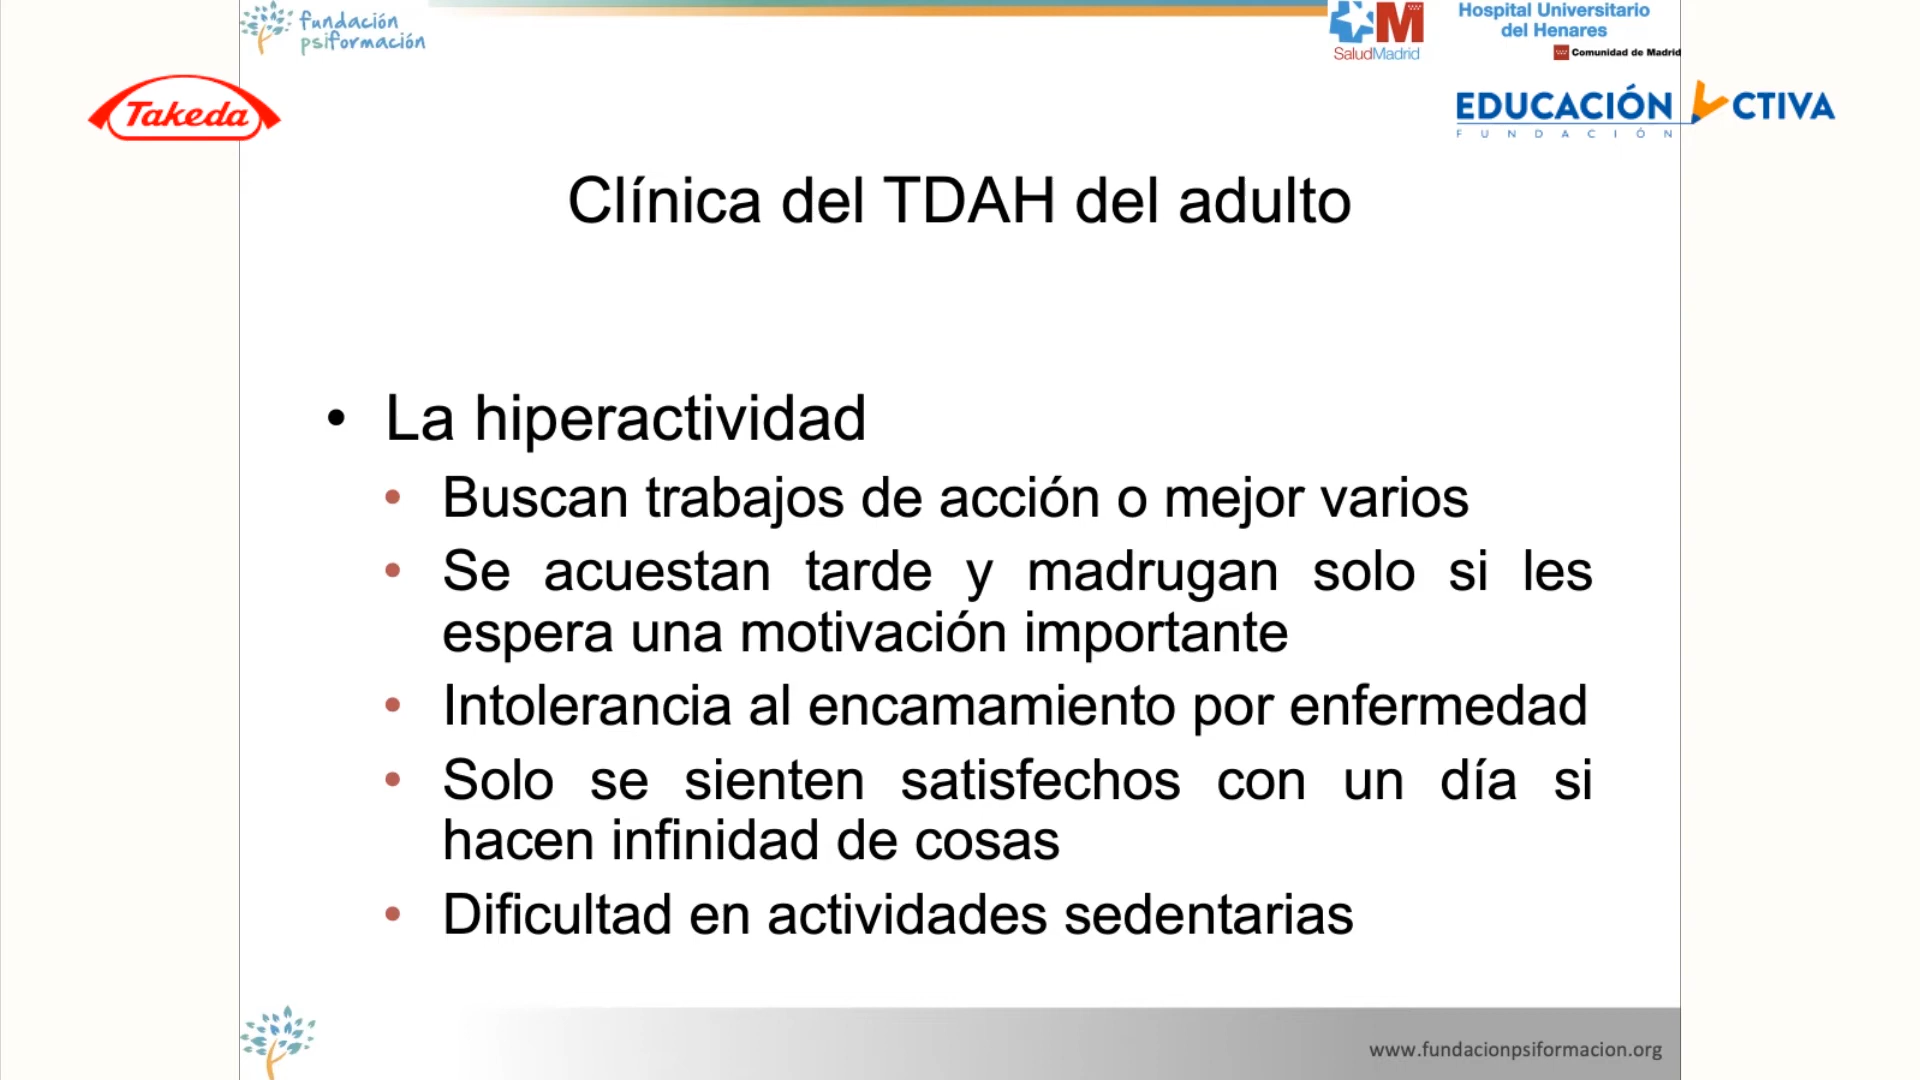 fundación
psiformación
SaludMadrid
Hospital Universitario
del Henares
Comunidad de Madrid
Takeda
EDUCACIÓN ACTIVA
FUNDACIÓN
Clínica del TDAH del adulto
• La hiperactividad
• Buscan trabajos de acción o mejor varios
• Se acuestan tarde y madrugan solo si les
espera una motivación importante
• Intolerancia al encamamiento por enfermedad
• Solo se sienten satisfechos con un día si
hacen infinidad de cosas
• Dificultad en actividades sedentarias
www.fundacionpsiformacion.org